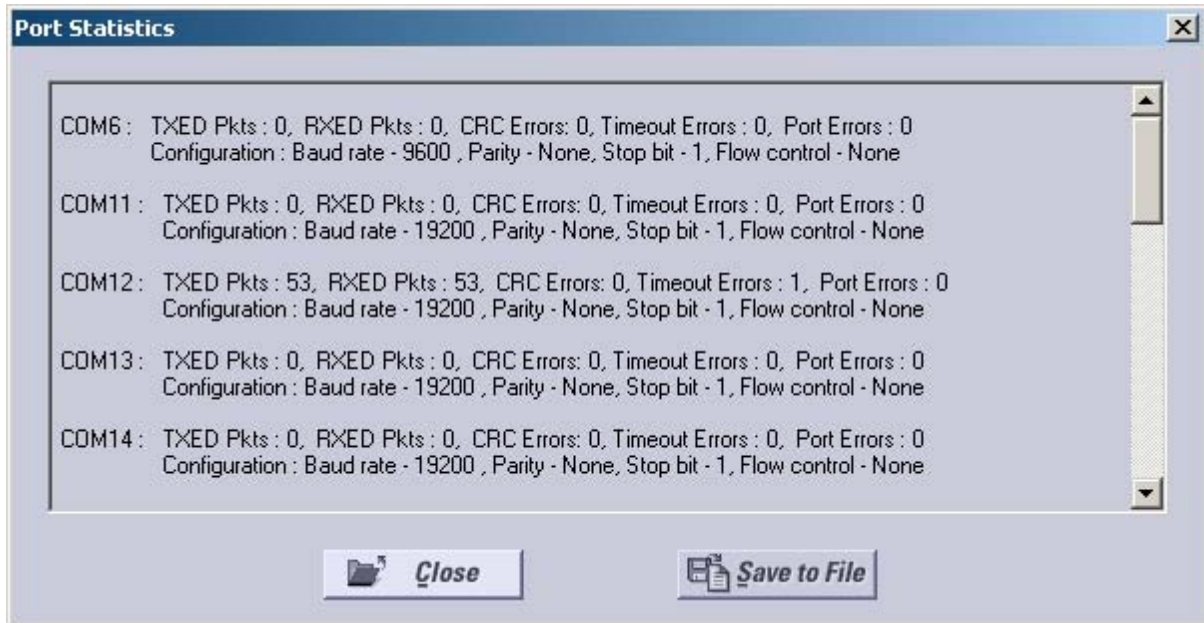 Port Statistics
COM6 : TXED Pkts : 0, RXED Pkts : 0, CRC Errors: 0, Timeout Errors : 0, Port Errors : 0
Configuration : Baud rate - 9600 , Parity - None, Stop bit - 1, Flow control - None
COM11 : TXED Pkts : 0, RXED Pkts : 0, CRC Errors: 0, Timeout Errors : 0, Port Errors : 0
Configuration : Baud rate - 19200 , Parity - None, Stop bit - 1, Flow control - None
COM12 : TXED Pkts : 53, RXED Pkts : 53, CRC Errors: 0, Timeout Errors : 1, Port Errors : 0
Configuration : Baud rate - 19200 , Parity - None, Stop bit - 1, Flow control - None
COM13 : TXED Pkts : 0, RXED Pkts : 0, CRC Errors: 0, Timeout Errors : 0, Port Errors : 0
Configuration : Baud rate - 19200 , Parity - None, Stop bit - 1, Flow control - None
COM14 : TXED Pkts : 0, RXED Pkts : 0, CRC Errors: 0, Timeout Errors : 0, Port Errors : 0
Configuration : Baud rate - 19200 , Parity - None, Stop bit - 1, Flow control - None
Close Save to File